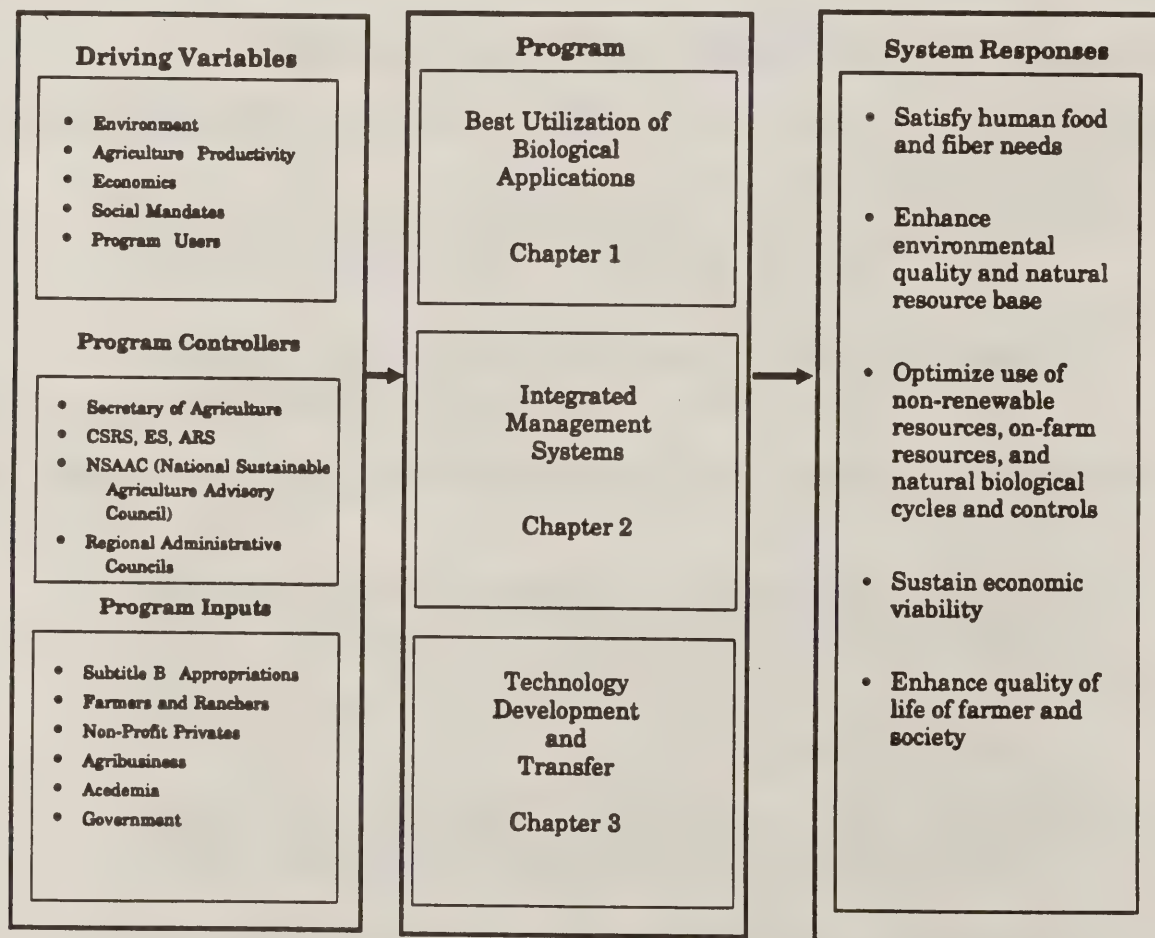 Driving Variables
• Environment
• Agriculture Productivity
• Economics
• Social Mandates
• Program Users
Program Controllers
• Secretary of Agriculture
• CSRS, ES, ARS
• NSAAC (National Sustainable
Agriculture Advisory
Council)
• Regional Administrative
Councils
Program Inputs
• Subtitle B Appropriations
• Farmers and Ranchers
• Non-Profit Privates
• Agribusiness
• Acedemia
• Government
Program
Best Utilization of
Biological
Applications
Chapter 1
Integrated
Management
Systems
Chapter 2
Technology
Development
and
Transfer
Chapter 3
System Responses
• Satisfy human food
and fiber needs
• Enhance
environmental
quality and natural
resource base
• Optimize use of
non-renewable
resources, on-farm
resources, and
natural biological
cycles and controls
• Sustain economic
viability
• Enhance quality of
life of farmer and
society